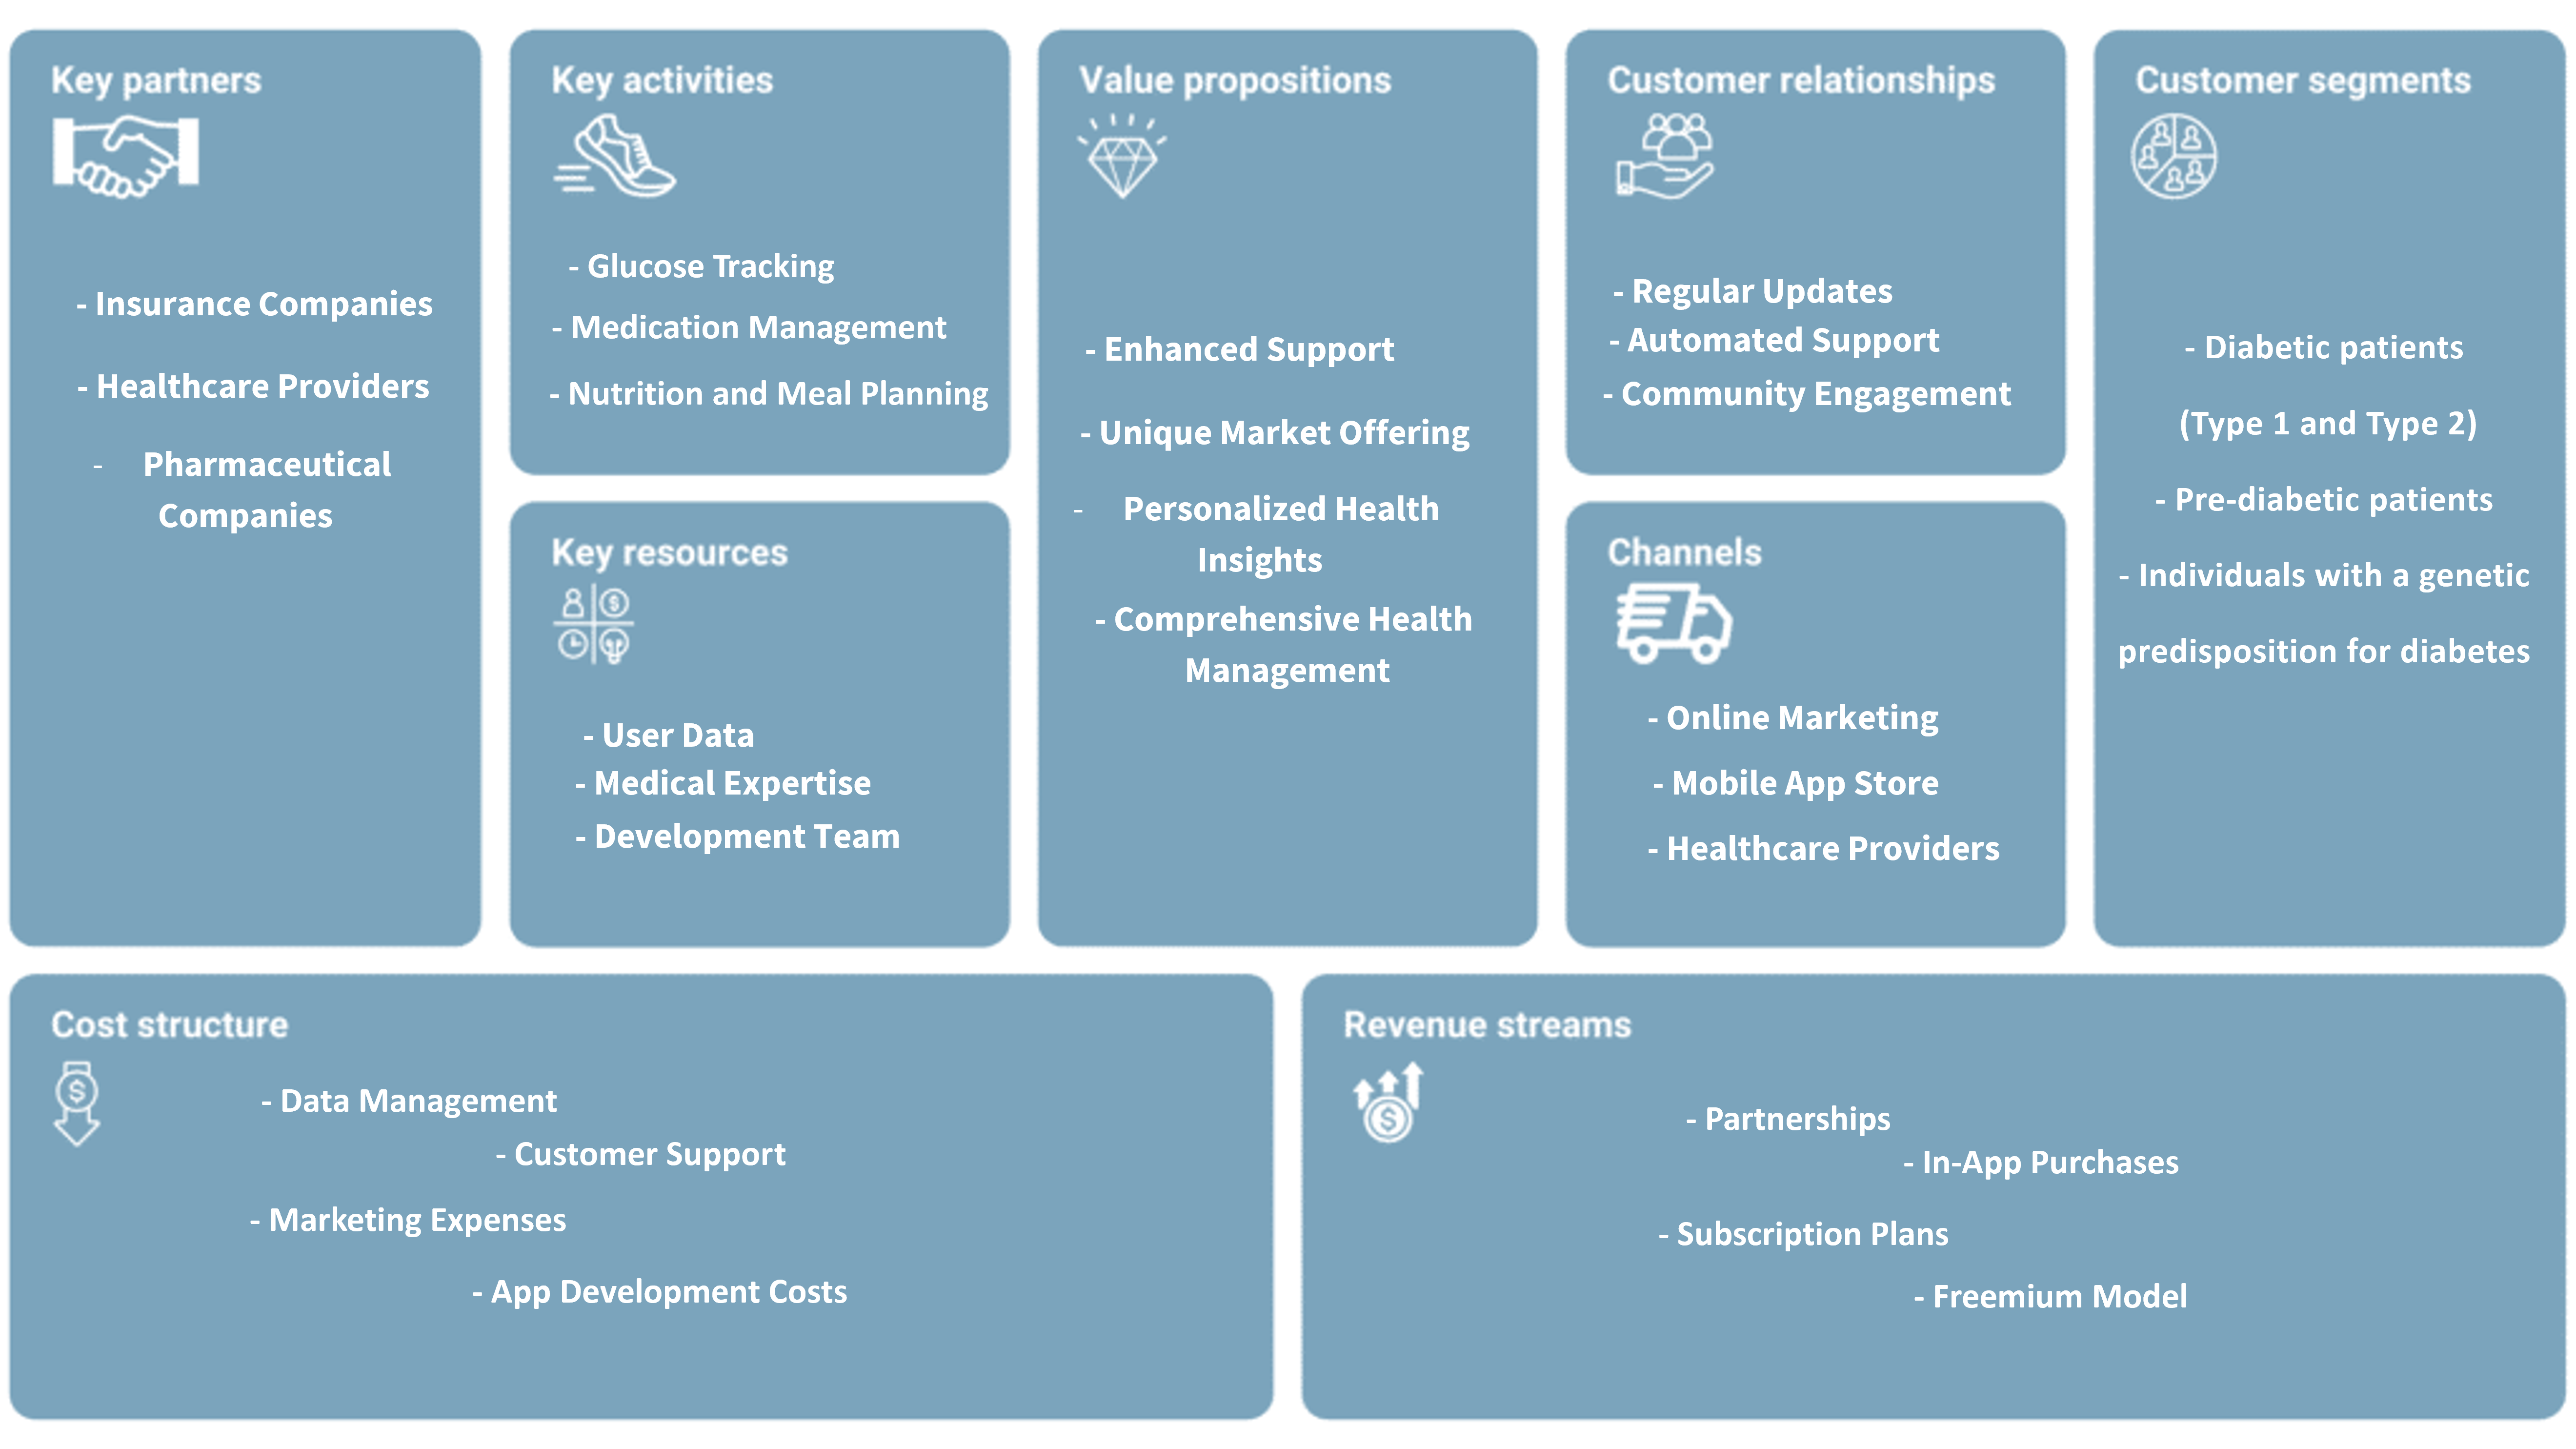 Key partners
- Insurance Companies
- Healthcare Providers
- Pharmaceutical
Companies
Key activities
- Glucose Tracking
- Medication Management
- Nutrition and Meal Planning
Key resources
- User Data
- Medical Expertise
- Development Team
Value propositions
- Enhanced Support
- Unique Market Offering
- Personalized Health
Insights
- Comprehensive Health
Management
Customer relationships
- Regular Updates
- Automated Support
- Community Engagement
Channels
- Online Marketing
- Mobile App Store
- Healthcare Providers
Customer segments
- Diabetic patients
(Type 1 and Type 2)
- Pre-diabetic patients
- Individuals with a genetic
predisposition for diabetes
Cost structure
- Data Management
- Customer Support
- Marketing Expenses
- App Development Costs
Revenue streams
- Partnerships
- In-App Purchases
- Subscription Plans
- Freemium Model